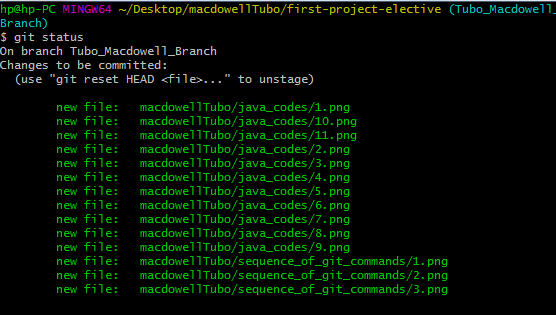 hp@hp-PC MINGW64 ~/Desktop/macdowellTubo/first-project-elective (Tubo_Macdowell_
Branch)
$ git status
On branch Tubo_Macdowell_Branch
Changes to be committed:
  (use "git reset HEAD <file>..." to unstage)

        new file:   macdowellTubo/java_codes/1.png
        new file:   macdowellTubo/java_codes/10.png
        new file:   macdowellTubo/java_codes/11.png
        new file:   macdowellTubo/java_codes/2.png
        new file:   macdowellTubo/java_codes/3.png
        new file:   macdowellTubo/java_codes/4.png
        new file:   macdowellTubo/java_codes/5.png
        new file:   macdowellTubo/java_codes/6.png
        new file:   macdowellTubo/java_codes/7.png
        new file:   macdowellTubo/java_codes/8.png
        new file:   macdowellTubo/java_codes/9.png
        new file:   macdowellTubo/sequence_of_git_commands/1.png
        new file:   macdowellTubo/sequence_of_git_commands/2.png
        new file:   macdowellTubo/sequence_of_git_commands/3.png